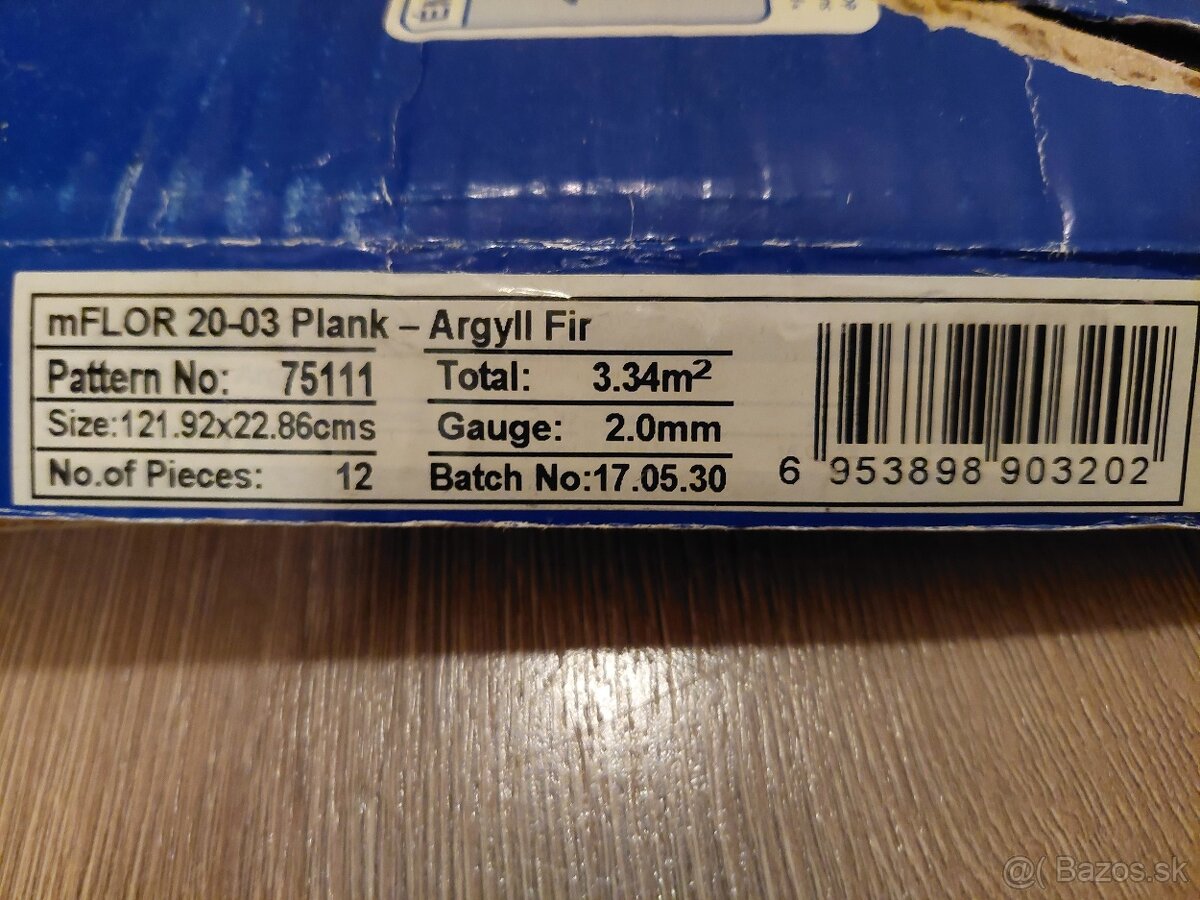 mFLOR 20-03 Plank – Argyll Fir
Pattern No: 75111 Total: 3.34m²
Size:121.92x22.86cms Gauge: 2.0mm
No.of Pieces: 12 Batch No:17.05.30
6 953898 903202
@( Bazos.sk